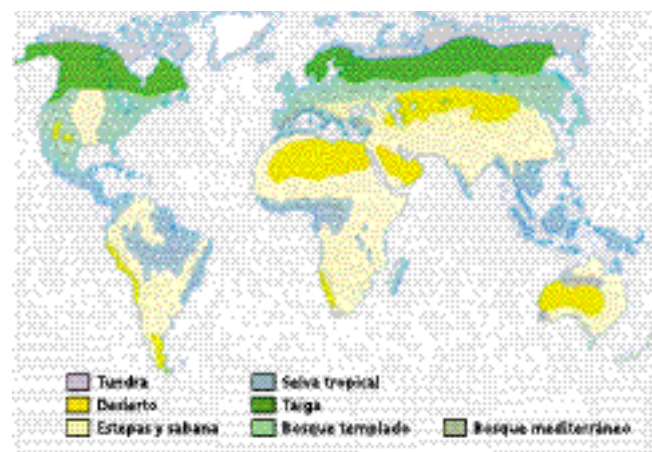 Tundra
Selva tropical
Desierto
Taiga
Estepas y sabana
Bosque templado
Bosque mediterráneo